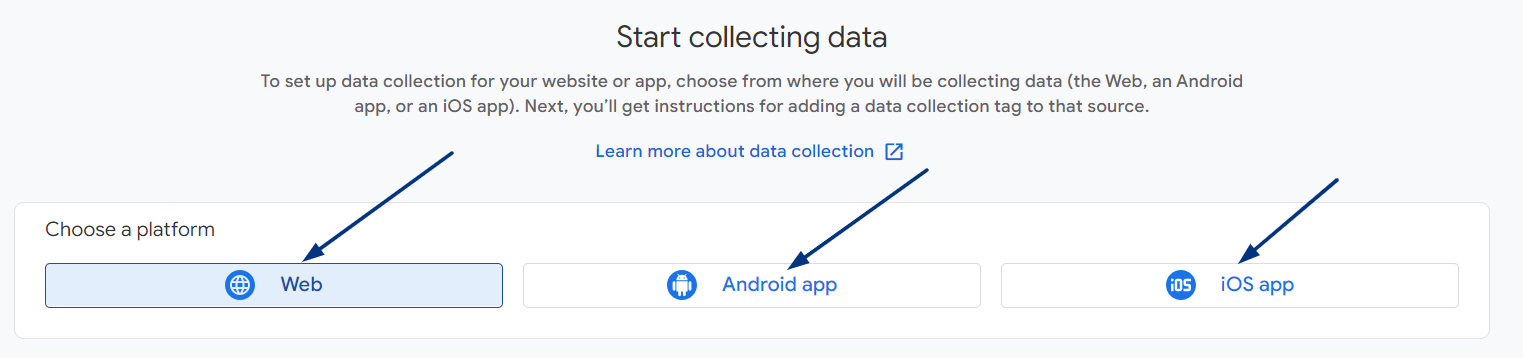 Start collecting data
To set up data collection for your website or app, choose from where you will be collecting data (the Web, an Android
app, or an iOS app). Next, you’ll get instructions for adding a data collection tag to that source.
Learn more about data collection
Choose a platform
Web
Android app
iOS iOS app